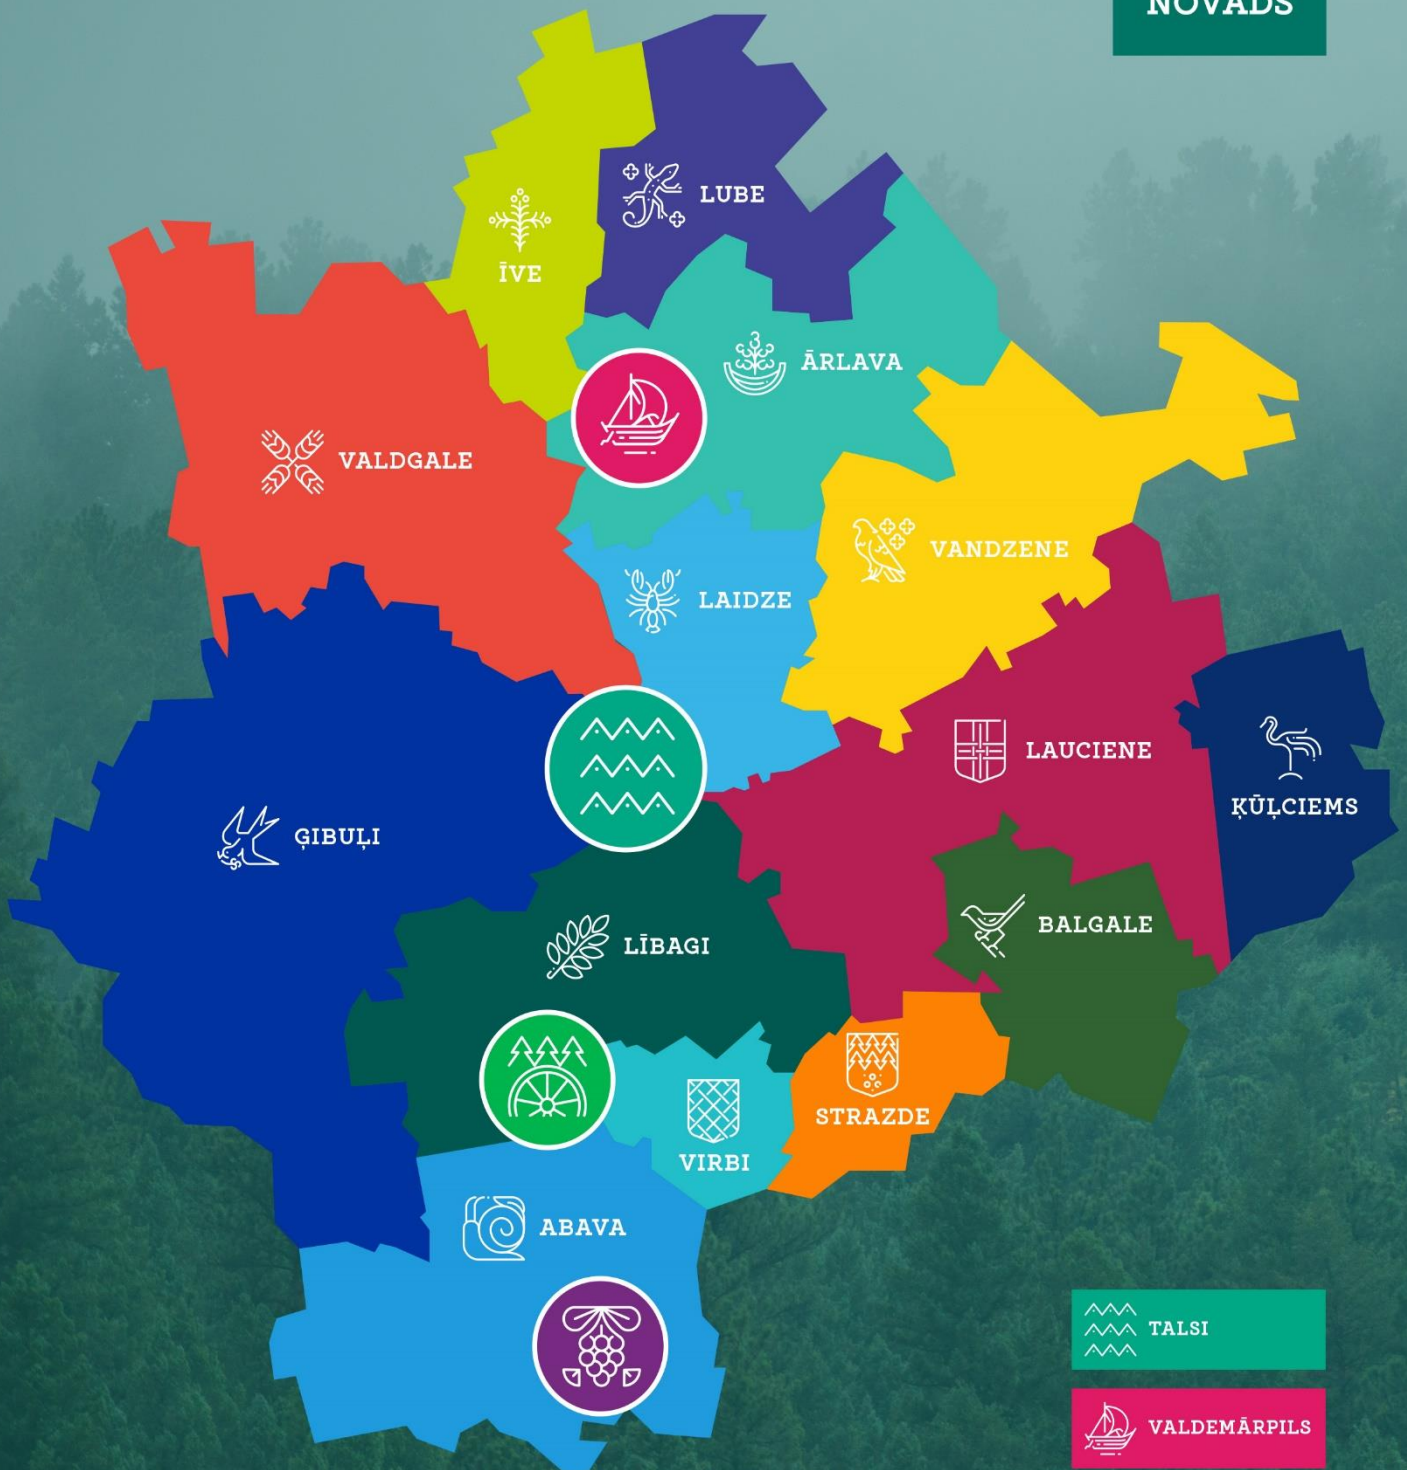 NOVADS
LUBE
ĪVE
ĀRLAVA
VALDGALE
VANDZENE
LAIDZE
LAUCIENE
ĶŪĻCIEMS
ĢIBUĻI
BALGALE
LĪBAGI
STRAZDE
VIRBI
ABAVA
TALSI
VALDEMĀRPILS